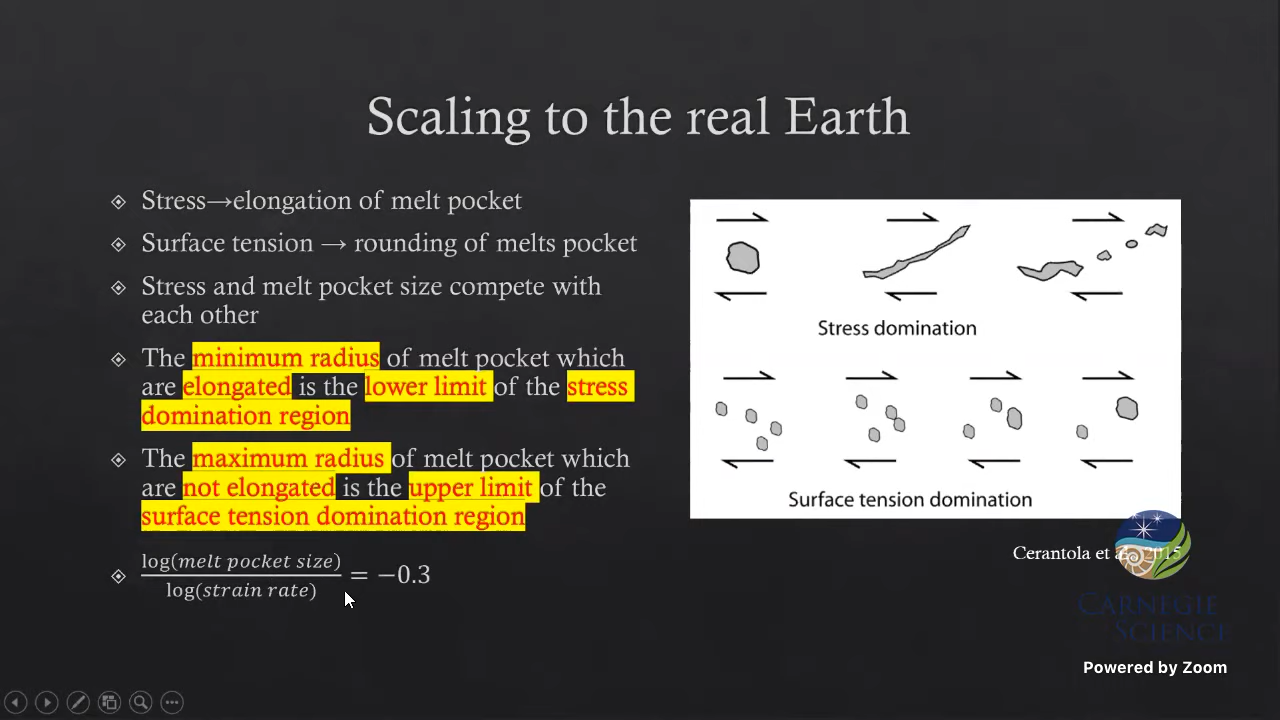 Scaling to the real Earth
Stress→elongation of melt pocket
Surface tension → rounding of melts pocket
Stress and melt pocket size compete with
each other
The minimum radius of melt pocket which
are elongated is the lower limit of the stress
domination region
The maximum radius of melt pocket which
are not elongated is the upper limit of the
surface tension domination region
log(melt pocket size)
log(strain rate)
= −0.3
Stress domination
Surface tension domination
Cerantola et 2015
CARNEGIE
SCIENCE
Powered by Zoom